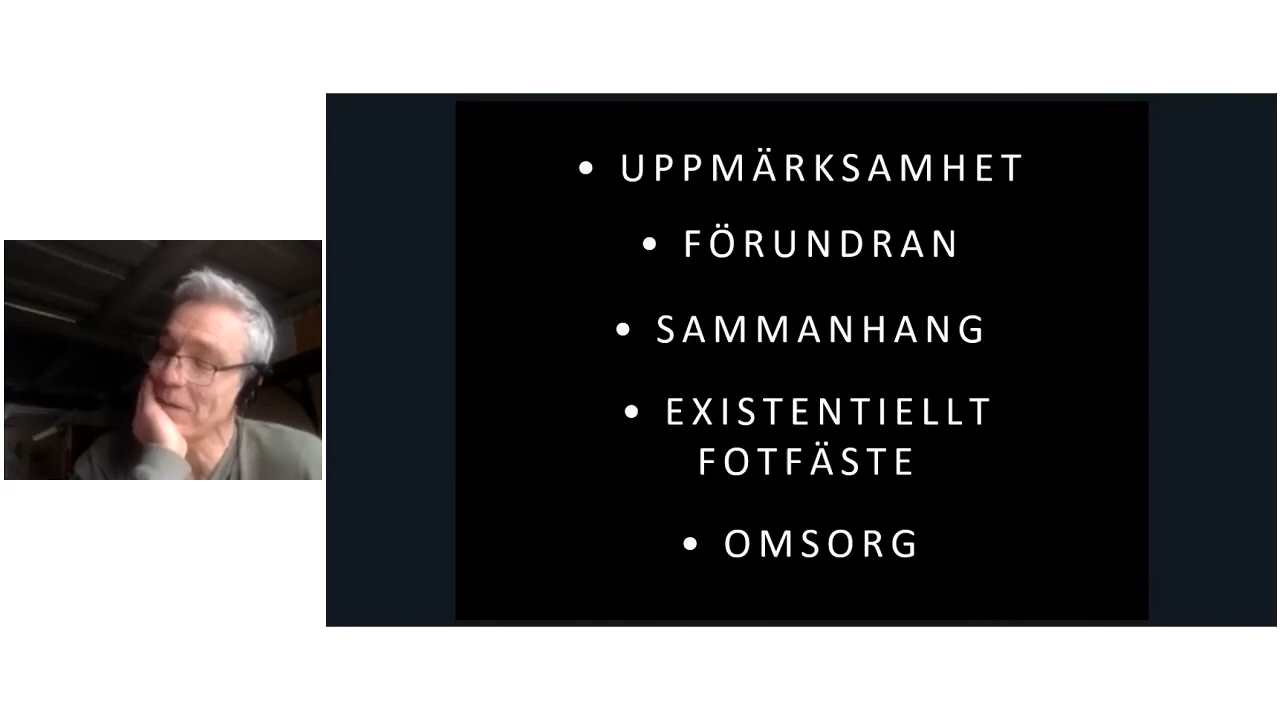 • UPPMÄRKSAMHET
• FÖRUNDRAN
• SAMMANHANG
• EXISTENTIELLT
FOTFÄSTE
• OMSORG